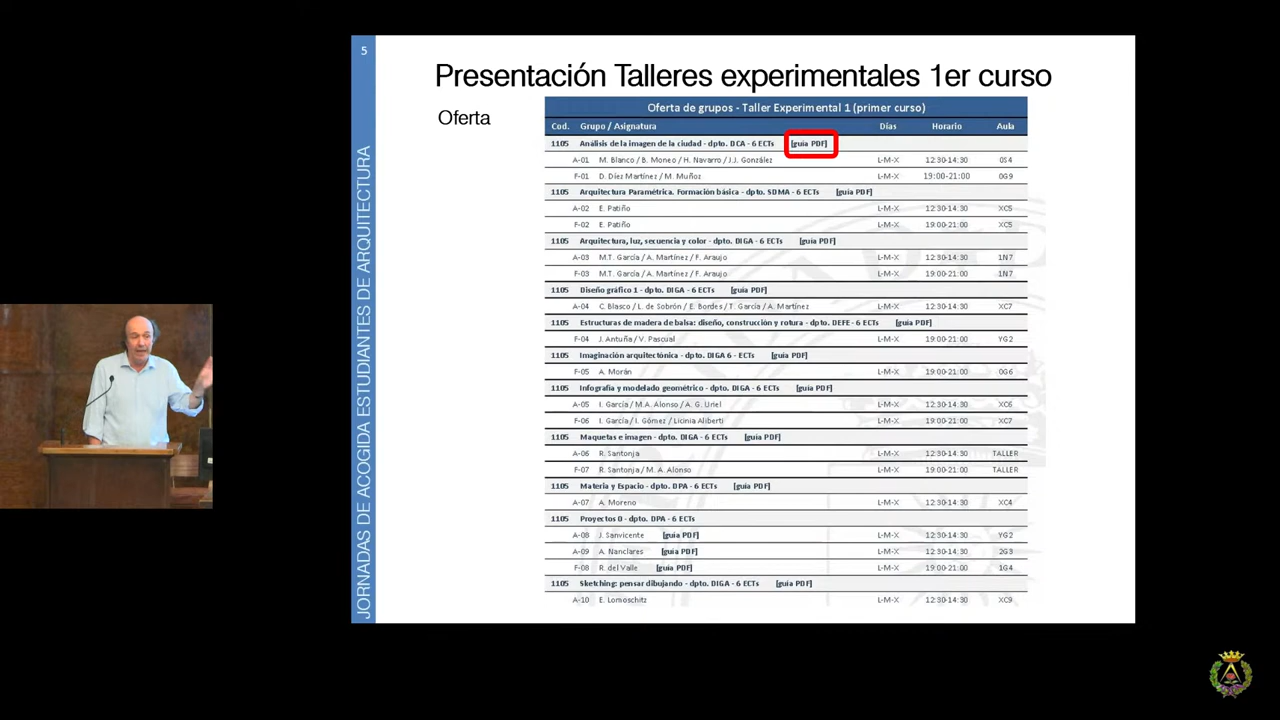 5
Presentación Talleres experimentales 1er curso
Oferta
JORNADAS DE ACOGIDA ESTUDIANTES DE ARQUITECTURA
Oferta de grupos - Taller Experimental 1 (primer curso)
Cod. Grupo / Asignatura Días Horario Aula
1105 Análisis de la imagen de la ciudad - dpto. DCA - 6 ECTs [guía PDF]
A-01 M. Blanco / B. Moneo / H. Navarro / J.J. González L-M-X 12:30-14:30 0S4
F-01 D. Díez Martínez / M. Muñoz L-M-X 19:00-21:00 0G9
1105 Arquitectura Paramétrica. Formación básica - dpto. SDMA - 6 ECTs [guía PDF]
A-02 E. Patiño L-M-X 12:30-14:30 XC5
F-02 E. Patiño L-M-X 19:00-21:00 XC5
1105 Arquitectura, luz, secuencia y color - dpto. DIGA - 6 ECTs [guía PDF]
A-03 M.T. García / A. Martínez / F. Araujo L-M-X 12:30-14:30 1N7
F-03 M.T. García / A. Martínez / F. Araujo L-M-X 19:00-21:00 1N7
1105 Diseño gráfico 1 - dpto. DIGA - 6 ECTs [guía PDF]
A-04 C. Blasco / L. de Sobrón / E. Bordes / T. García / A. Martínez L-M-X 12:30-14:30 XC7
1105 Estructuras de madera de balsa: diseño, construcción y rotura - dpto. DEFE - 6 ECTs [guía PDF]
F-04 J. Antuña / V. Pascual L-M-X 19:00-21:00 YG2
1105 Imaginación arquitectónica - dpto. DIGA 6 - ECTs [guía PDF]
F-05 A. Morán L-M-X 19:00-21:00 0G6
1105 Infografía y modelado geométrico - dpto. DIGA - 6 ECTs [guía PDF]
A-05 I. García / M.A. Alonso / A. G. Uriel L-M-X 12:30-14:30 XC6
F-06 I. García / I. Gómez / Licinia Aliberti L-M-X 19:00-21:00 XC7
1105 Maquetas e imagen - dpto. DIGA - 6 ECTs [guía PDF]
A-06 R. Santonja L-M-X 12:30-14:30 TALLER
F-07 R. Santonja / M. A. Alonso L-M-X 19:00-21:00 TALLER
1105 Materia y Espacio - dpto. DPA - 6 ECTs [guía PDF]
A-07 A. Moreno L-M-X 12:30-14:30 XC4
1105 Proyectos 0 - dpto. DPA - 6 ECTs
A-08 J. Sanvicente [guía PDF] L-M-X 12:30-14:30 YG2
A-09 A. Nanclares [guía PDF] L-M-X 12:30-14:30 2G3
F-08 R. del Valle [guía PDF] L-M-X 19:00-21:00 1G4
1105 Sketching: pensar dibujando - dpto. DIGA - 6 ECTs [guía PDF]
A-10 E. Lomoschitz L-M-X 12:30-14:30 XC9